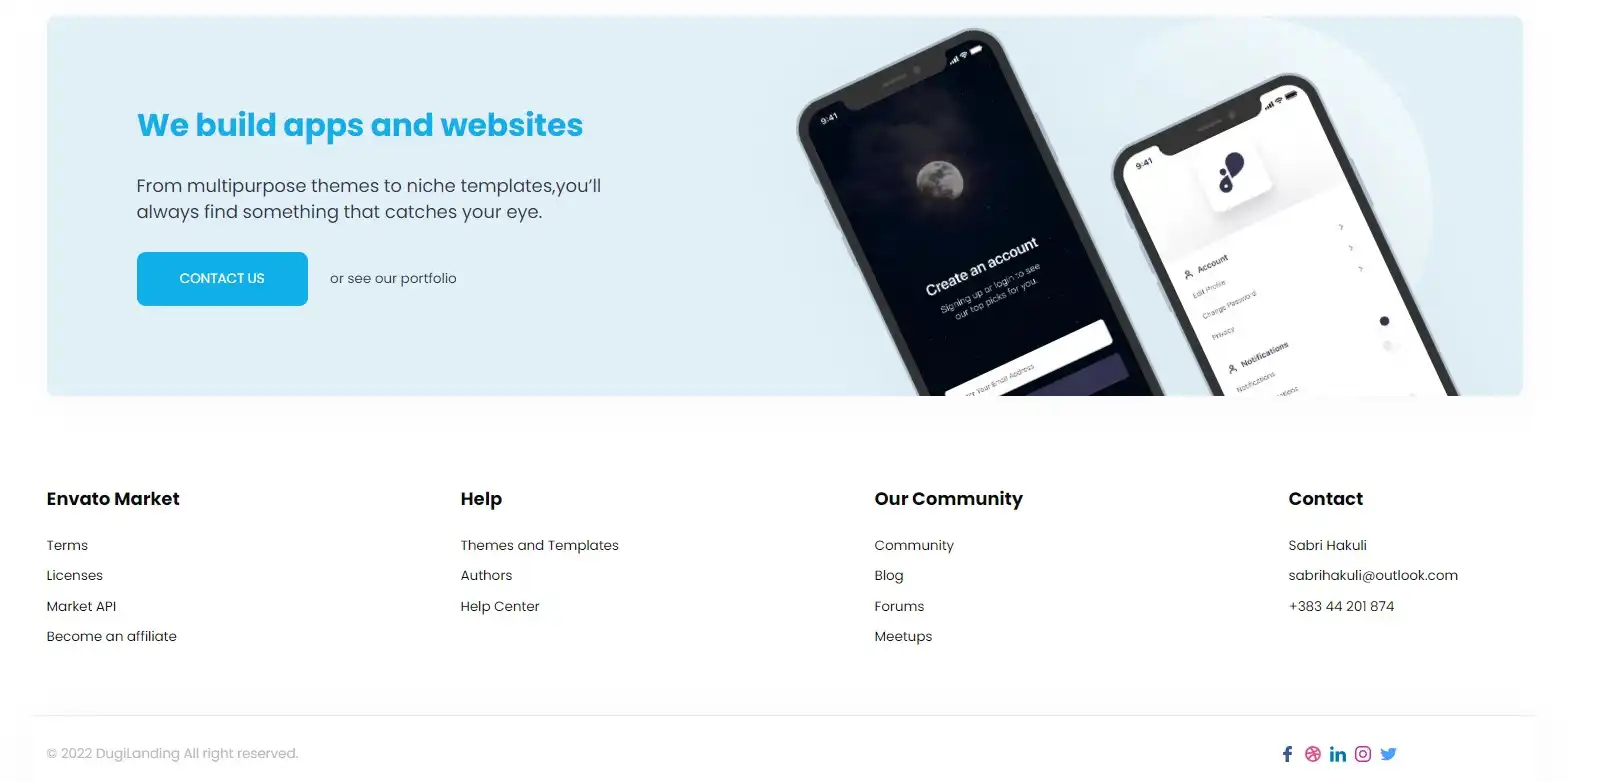 We build apps and websites
From multipurpose themes to niche templates,you'll
always find something that catches your eye.
CONTACT US
or see our portfolio
9:41
Create an account
Signing up or login to see
our top picks for you.
Your Email Address
9:41
Account
Edit Profile
Change Password
Privacy
Notifications
Notifications
Envato Market
Terms
Licenses
Market API
Become an affiliate
Help
Themes and Templates
Authors
Help Center
Our Community
Community
Blog
Forums
Meetups
Contact
Sabri Hakuli
sabrihakuli@outlook.com
+383 44 201 874
© 2022 DugiLanding All right reserved.